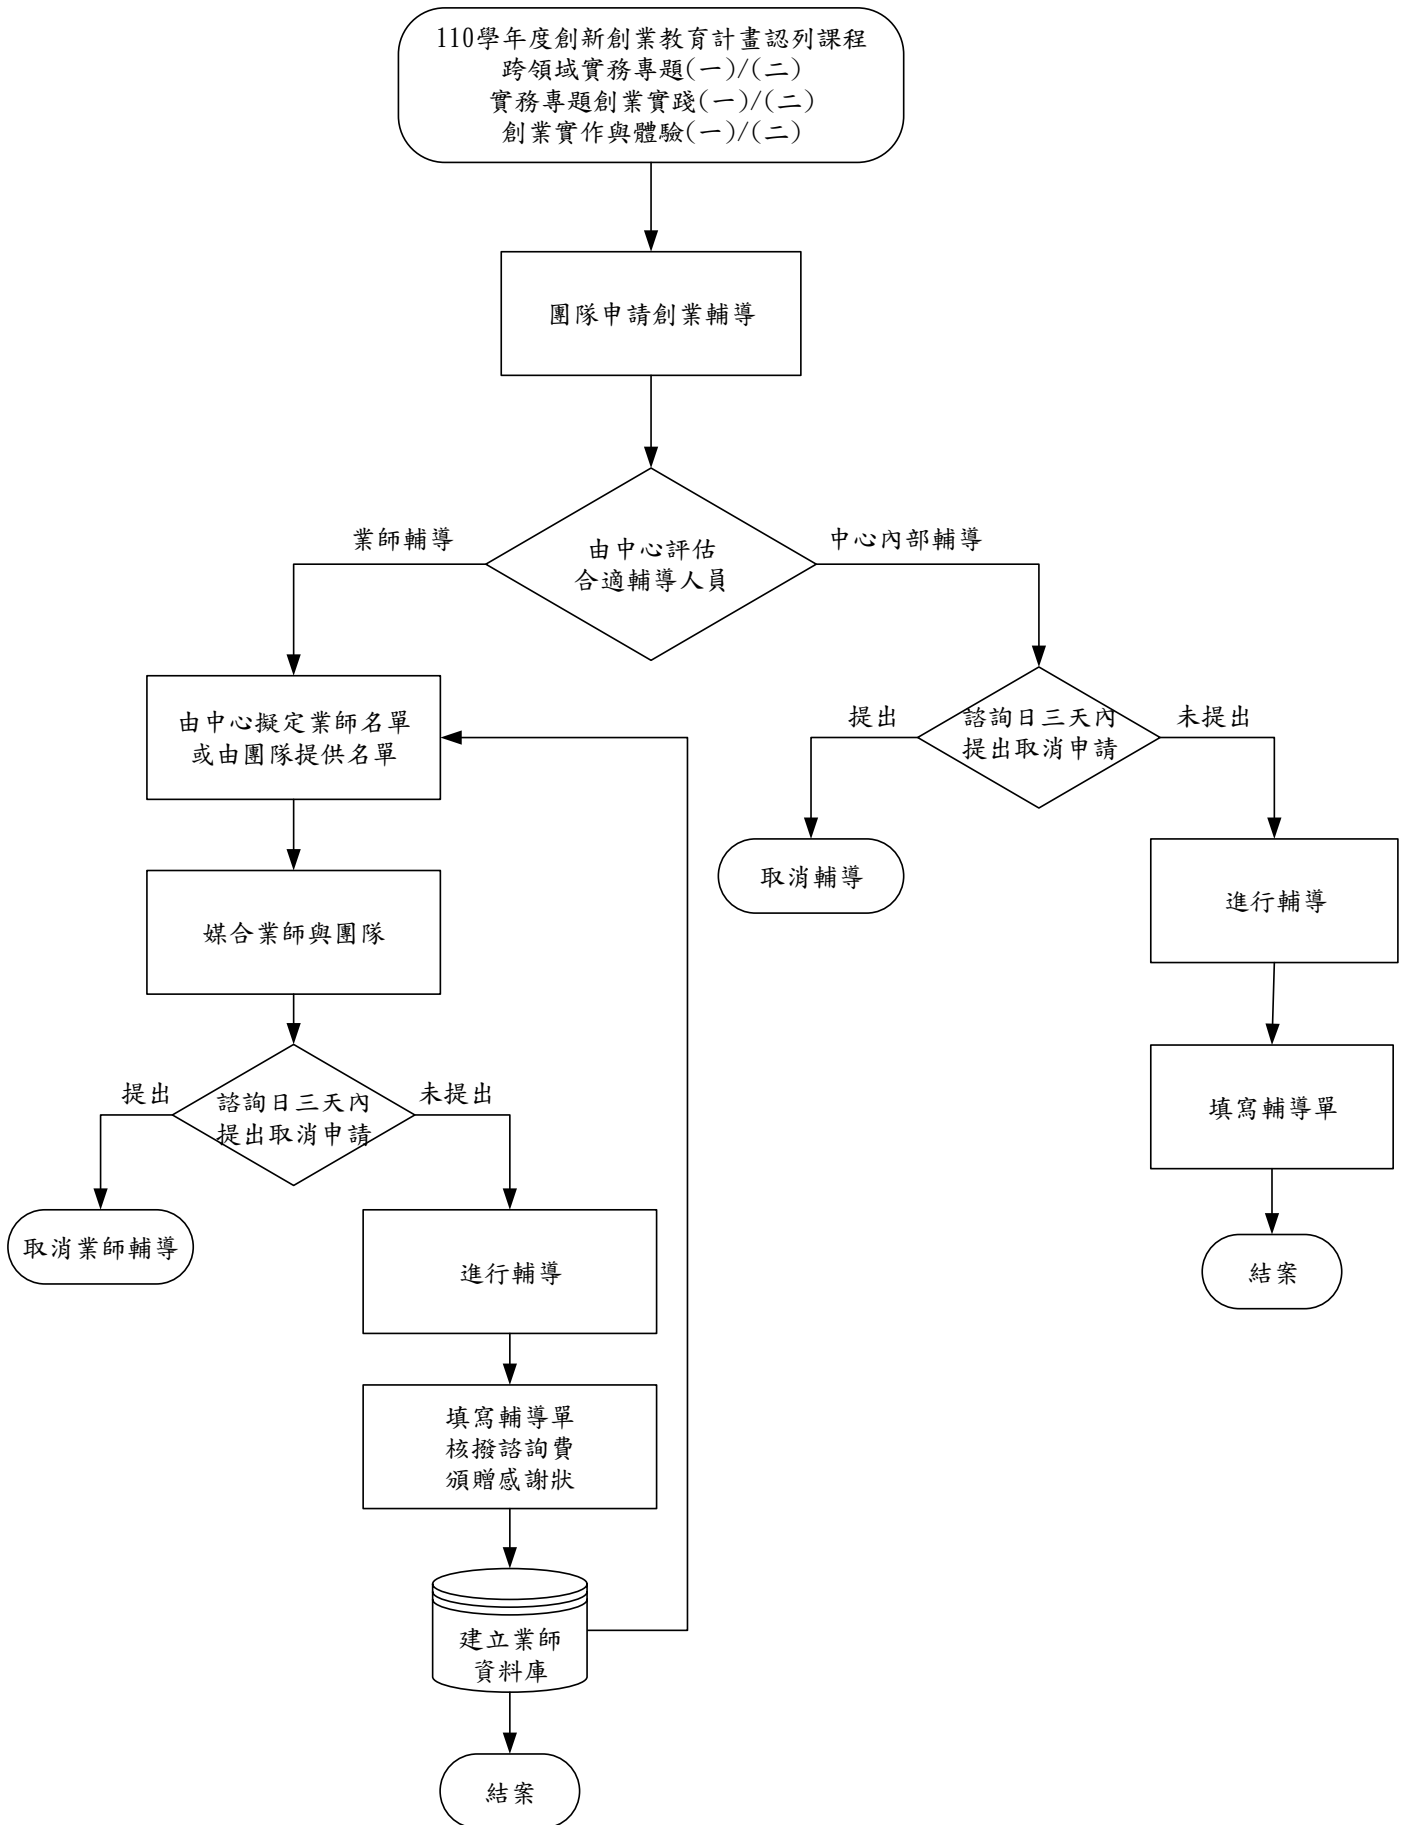 110學年度創新創業教育計畫認列課程
跨領域實務專題(一)/(二)
實務專題創業實踐(一)/(二)
創業實作與體驗(一)/(二)
團隊申請創業輔導
業師輔導
由中心評估
合適輔導人員
中心內部輔導
由中心擬定業師名單
或由團隊提供名單
提出
諮詢日三天內
提出取消申請
未提出
取消輔導
進行輔導
媒合業師與團隊
填寫輔導單
結案
提出
諮詢日三天內
提出取消申請
未提出
取消業師輔導
進行輔導
填寫輔導單
核撥諮詢費
頒贈感謝狀
建立業師
資料庫
結案